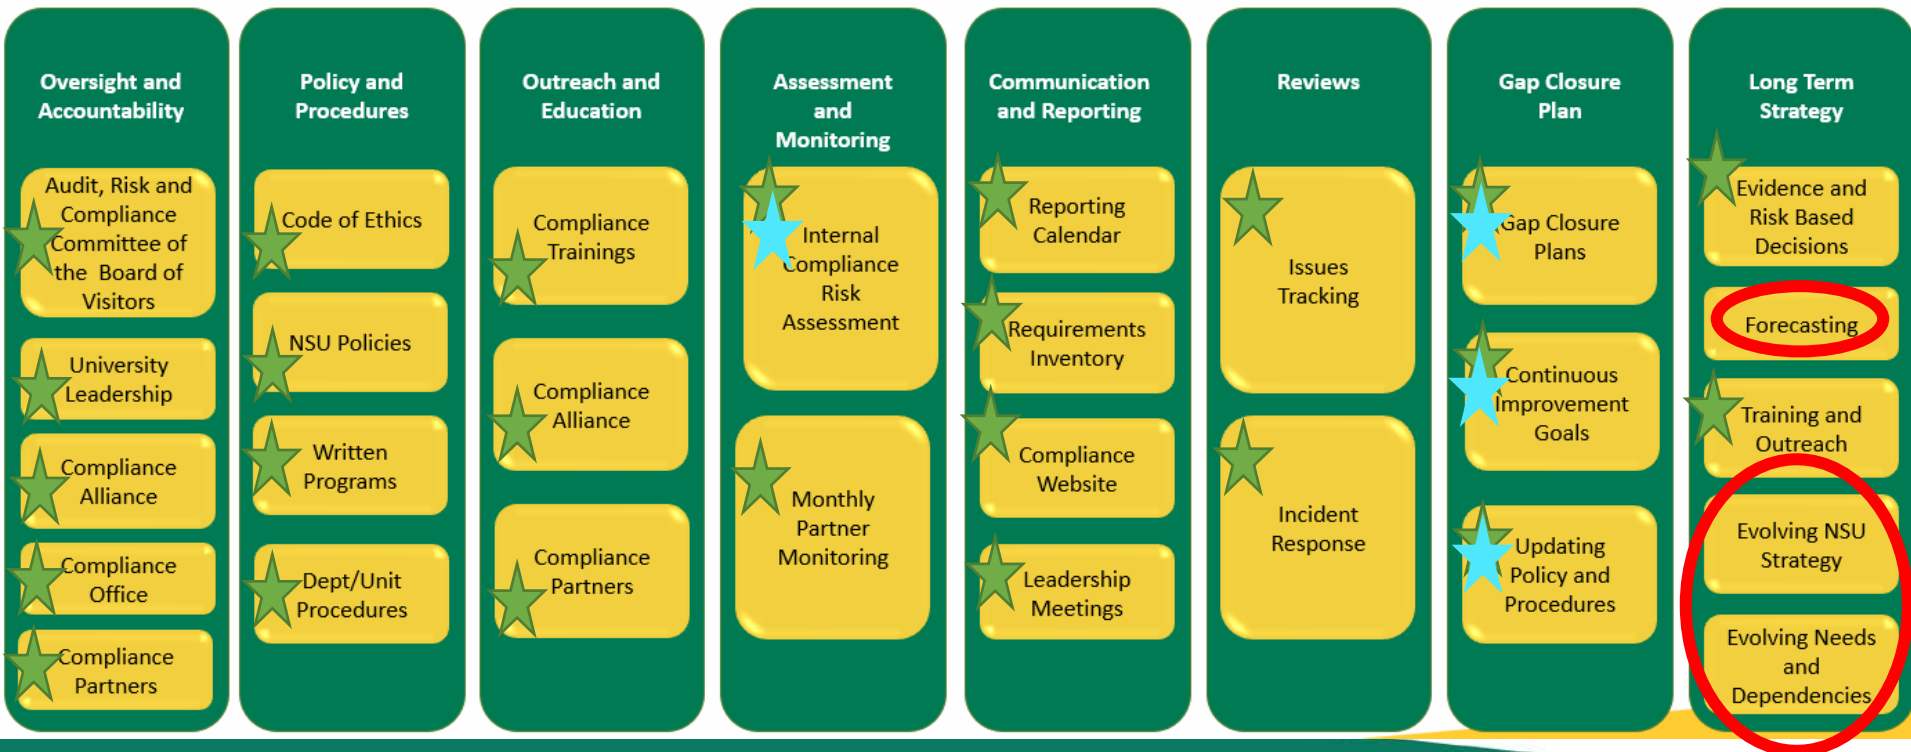 Oversight and
Accountability
Audit, Risk and
Compliance
Committee of
the Board of
Visitors
University
Leadership
Compliance
Alliance
Compliance
Office
Compliance
Partners
Policy and
Procedures
Code of Ethics
NSU Policies
Written
Programs
Dept/Unit
Procedures
Outreach and
Education
Compliance
Trainings
Compliance
Alliance
Compliance
Partners
Assessment
and
Monitoring
Internal
Compliance
Risk
Assessment
Monthly
Partner
Monitoring
Communication
and Reporting
Reporting
Calendar
Requirements
Inventory
Compliance
Website
Leadership
Meetings
Reviews
Issues
Tracking
Incident
Response
Gap Closure
Plan
Gap Closure
Plans
Continuous
Improvement
Goals
Updating
Policy and
Procedures
Long Term
Strategy
Evidence and
Risk Based
Decisions
Forecasting
Training and
Outreach
Evolving NSU
Strategy
Evolving Needs
and
Dependencies